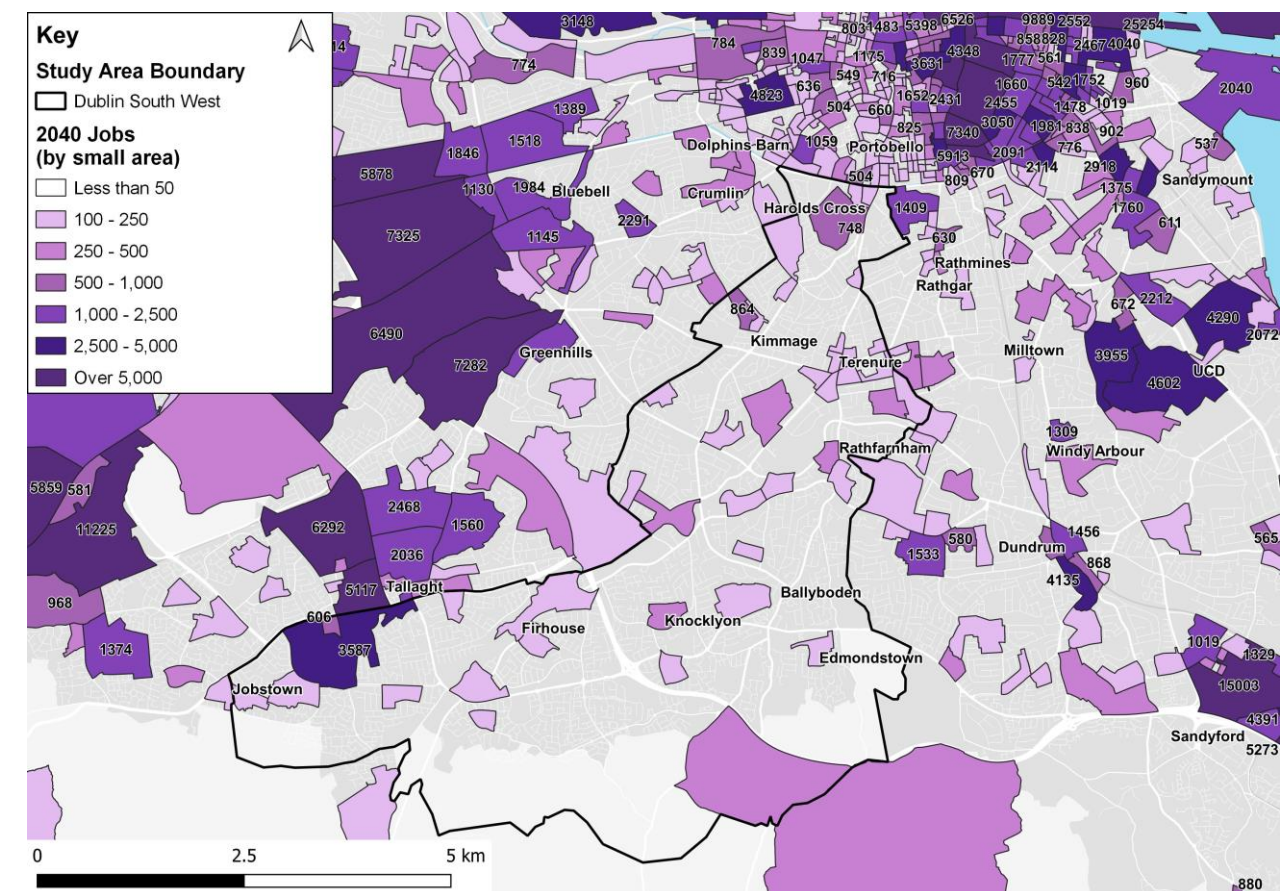 Key
Study Area Boundary
Dublin South West
2040 Jobs
(by small area)
Less than 50
100 - 250
250 - 500
500 - 1,000
1,000 - 2,500
2,500 - 5,000
Over 5,000
3148
784
774
839
1047
1483
5398
6526
9889
2552
25254
4348
858
828
2467
4040
1175
3631
1777
561
549
716
1660
542
1752
960
2040
4823
636
1652
2431
2455
1478
1019
1389
504
660
3050
1518
825
7340
1981
838
902
1846
Dolphins Barn
1059
Portobello
776
537
5878
5913
2091
2114
2918
504
809
670
1130
1984
Bluebell
Crumlin
1375
Sandymount
Harolds Cross
1409
1760
2291
748
611
7325
1145
630
Rathmines
Rathgar
672
2212
4290
864
2072
6490
Kimmage
Milltown
3955
Greenhills
Terenure
7282
UCD
4602
1309
Rathfarnham
Windy Arbour
5859
581
2468
11225
6292
1560
1456
2036
1533
580
Dundrum
565
868
5117
Tallaght
4135
968
606
Ballyboden
Firhouse
Knocklyon
1374
3587
1019
Edmondstown
1329
Jobstown
15003
4391
Sandyford
5273
0
2.5
5 km
880